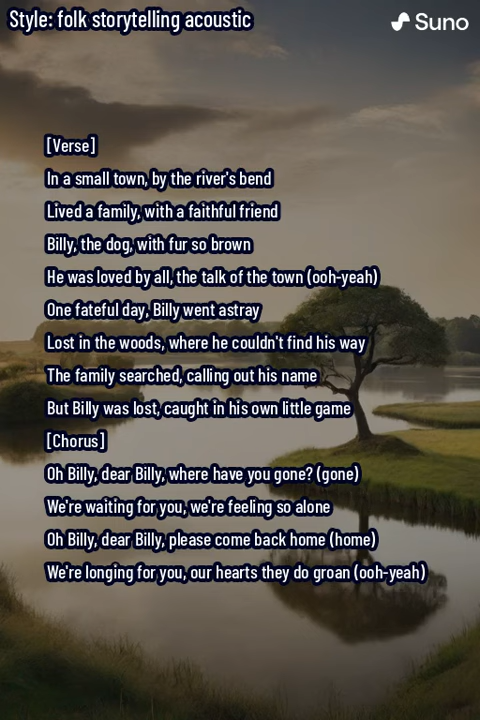 Style: folk storytelling acoustic
Suno
[Verse]
In a small town, by the river's bend
Lived a family, with a faithful friend
Billy, the dog, with fur so brown
He was loved by all, the talk of the town (ooh-yeah)
One fateful day, Billy went astray
Lost in the woods, where he couldn't find his way
The family searched, calling out his name
But Billy was lost, caught in his own little game
[Chorus]
Oh Billy, dear Billy, where have you gone? (gone)
We're waiting for you, we're feeling so alone
Oh Billy, dear Billy, please come back home (home)
We're longing for you, our hearts they do groan (ooh-yeah)